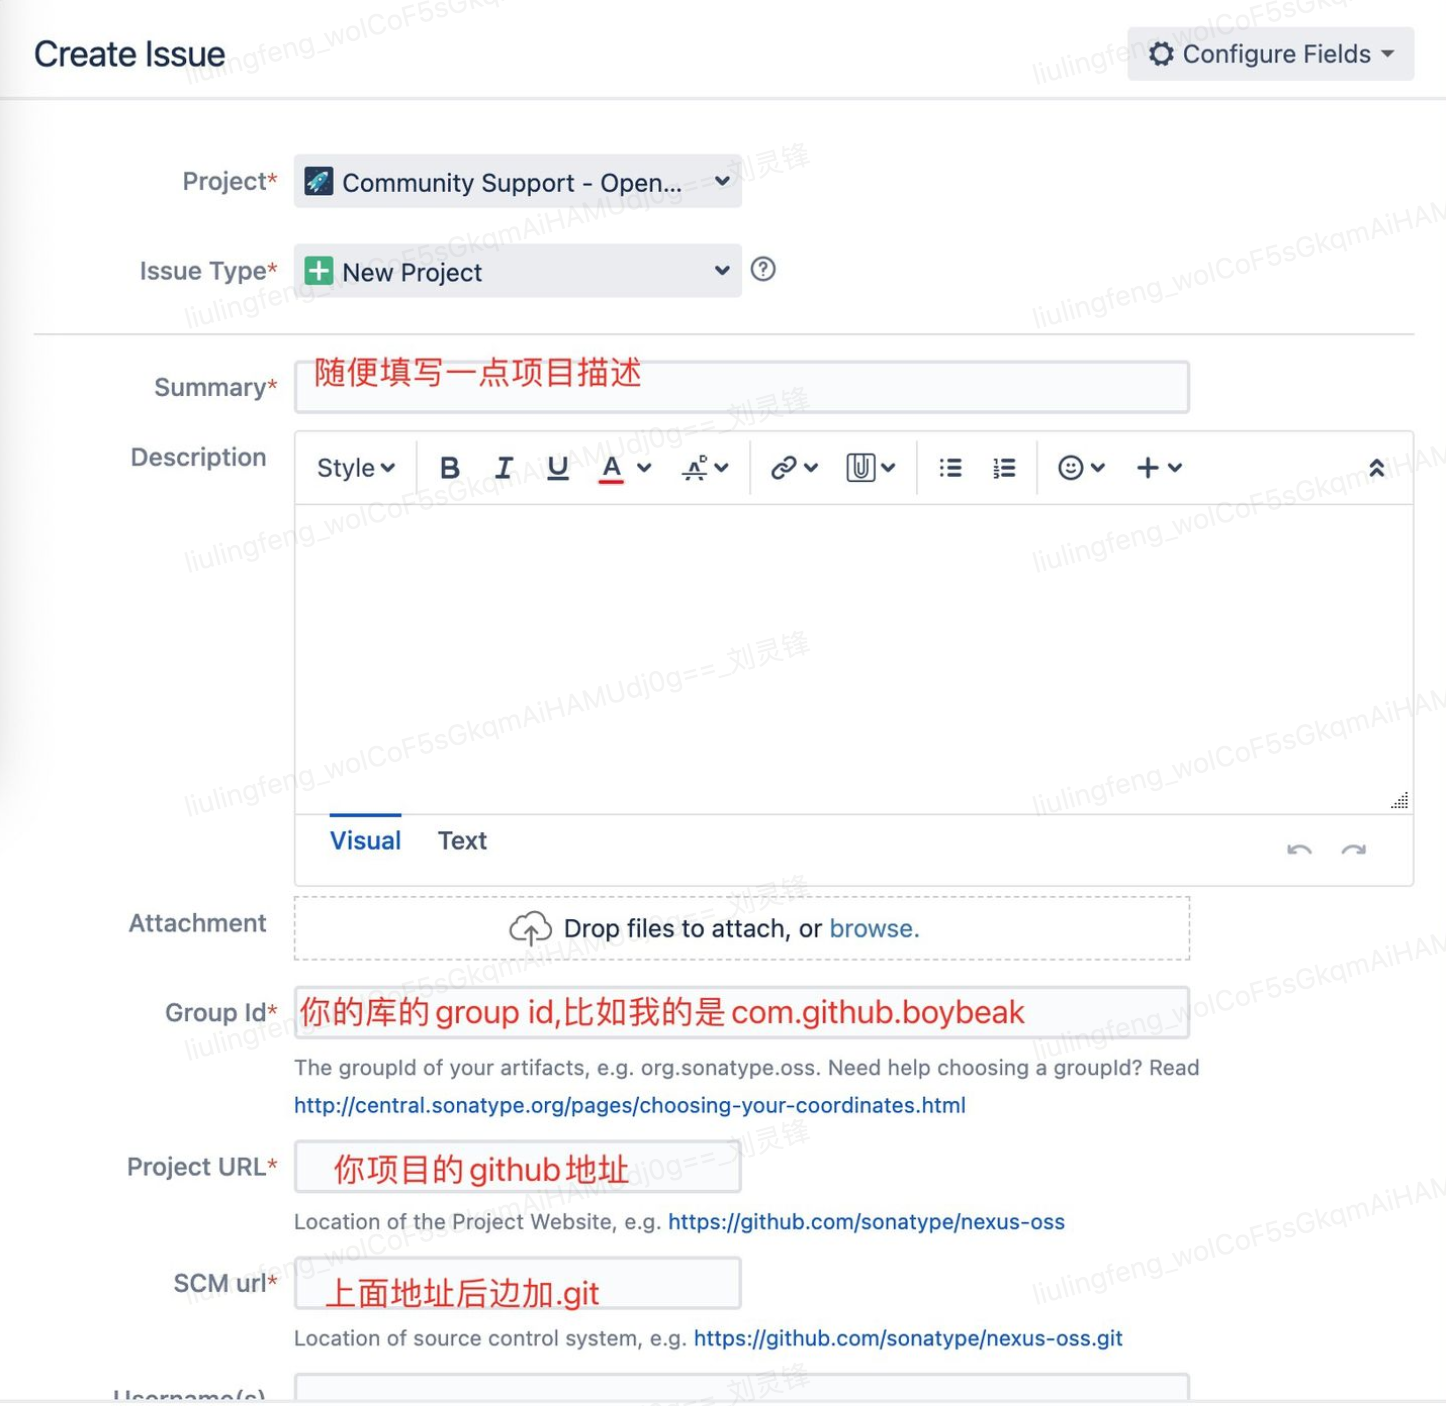 Create Issue
Configure Fields
Project*
Community Support - Open...
Issue Type*
New Project
Summary*
随便填写一点项目描述
Description
Style
B I U A
Visual Text
Attachment
Drop files to attach, or browse.
Group Id*
你的库的group id,比如我的是com.github.boybeak
The groupId of your artifacts, e.g. org.sonatype.oss. Need help choosing a groupId? Read
http://central.sonatype.org/pages/choosing-your-coordinates.html
Project URL*
你项目的github地址
Location of the Project Website, e.g. https://github.com/sonatype/nexus-oss
SCM url*
上面地址后边加.git
Location of source control system, e.g. https://github.com/sonatype/nexus-oss.git
Username(s)
liulingfeng_wolCoF5sGkqmAiHAMUdj0g==_刘灵锋